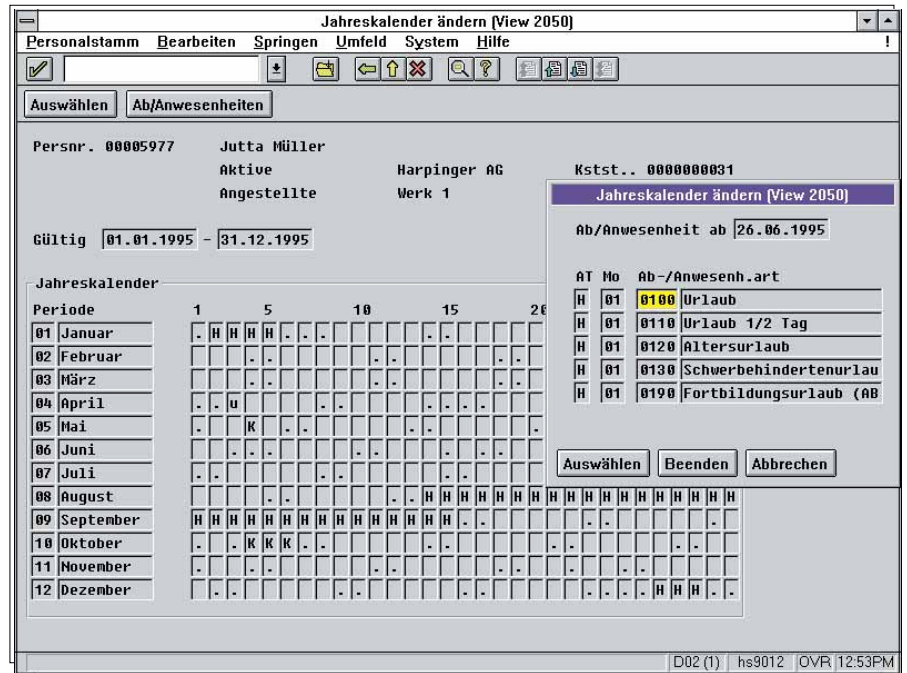 Jahreskalender ändern (View 2050)
Personalstamm Bearbeiten Springen Umfeld System Hilfe !
Auswählen Ab/Anwesenheiten
Persnr. 00005977 Jutta Müller
Aktive Harpinger AG Kstst.. 0000000031
Angestellte Werk 1
Gültig 01.01.1995 - 31.12.1995
Jahreskalender
Periode 1 5 10 15
01 Januar . H H H H . . . . .
02 Februar . . . . . .
03 März . . . . . .
04 April . . u . . . . . .
05 Mai . K . . . . .
06 Juni . . . . .
07 Juli . . . . . .
08 August . . . . H H H H H H H H H H H H H H H H H H
09 September H H H H H H H H H H H H H H H . . . . .
10 Oktober . . K K K . . . . . . . .
11 November . . . . . . .
12 Dezember . . . . . . . . . . H H H . .
Jahreskalender ändern (View 2050)
Ab/Anwesenheit ab 26.06.1995
AT Mo Ab-/Anwesenh.art
H 01 0100 Urlaub
H 01 0110 Urlaub 1/2 Tag
H 01 0120 Altersurlaub
H 01 0130 Schwerbehindertenurlau
H 01 0190 Fortbildungsurlaub (AB
Auswählen Beenden Abbrechen
D02 (1) hs9012 OVR 12:53PM